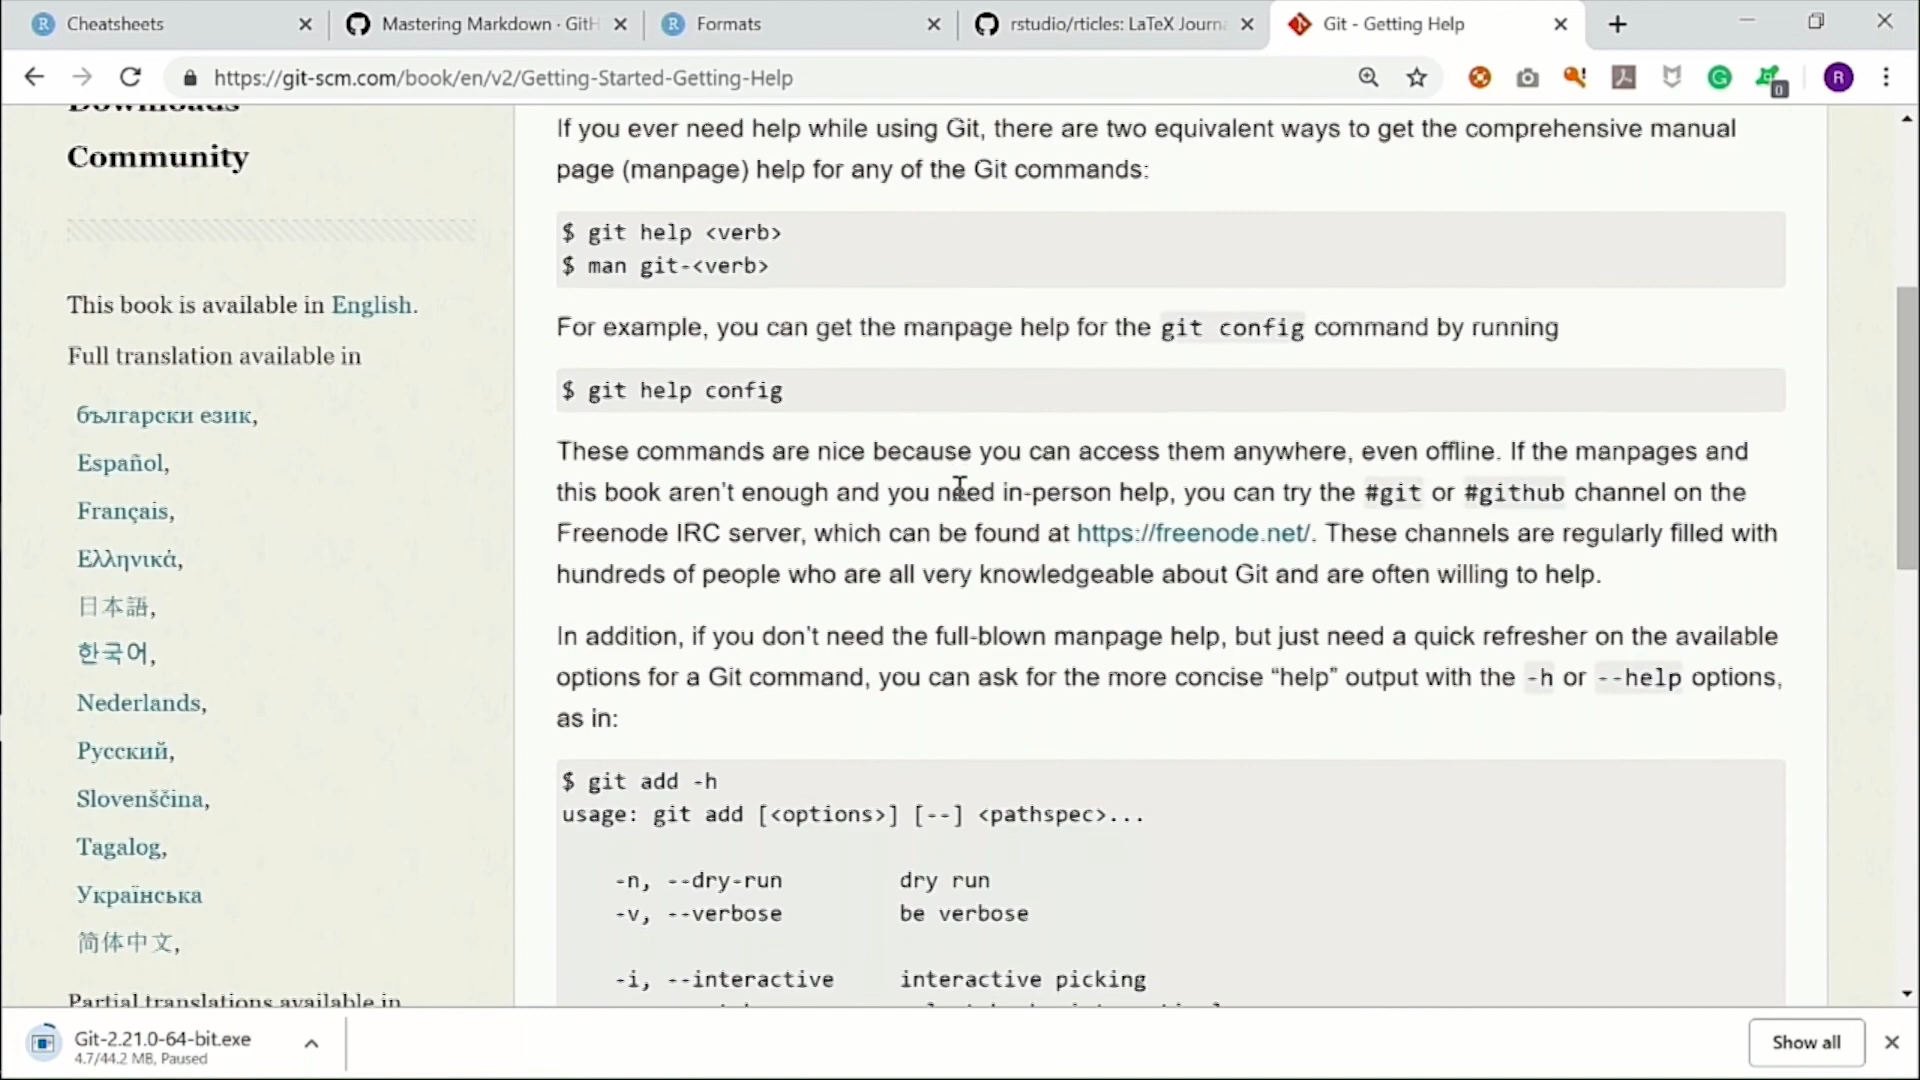 Cheatsheets
Mastering Markdown · GitH
Formats
rstudio/rticles: LaTeX Journa
Git - Getting Help
https://git-scm.com/book/en/v2/Getting-Started-Getting-Help
R
0
Downloads
Community
This book is available in English.
Full translation available in
български език,
Español,
Français,
Ελληνικά,
日本語,
한국어,
Nederlands,
Русский,
Slovenščina,
Tagalog,
Українська
简体中文,
Partial translations available in
If you ever need help while using Git, there are two equivalent ways to get the comprehensive manual
page (manpage) help for any of the Git commands:
$ git help <verb>
$ man git-<verb>
For example, you can get the manpage help for the git config command by running
$ git help config
These commands are nice because you can access them anywhere, even offline. If the manpages and
this book aren’t enough and you need in-person help, you can try the #git or #github channel on the
Freenode IRC server, which can be found at https://freenode.net/. These channels are regularly filled with
hundreds of people who are all very knowledgeable about Git and are often willing to help.
In addition, if you don’t need the full-blown manpage help, but just need a quick refresher on the available
options for a Git command, you can ask for the more concise “help” output with the -h or --help options,
as in:
$ git add -h
usage: git add [<options>] [--] <pathspec>...
-n, --dry-run dry run
-v, --verbose be verbose
-i, --interactive interactive picking
Git-2.21.0-64-bit.exe
4.7/44.2 MB, Paused
Show all